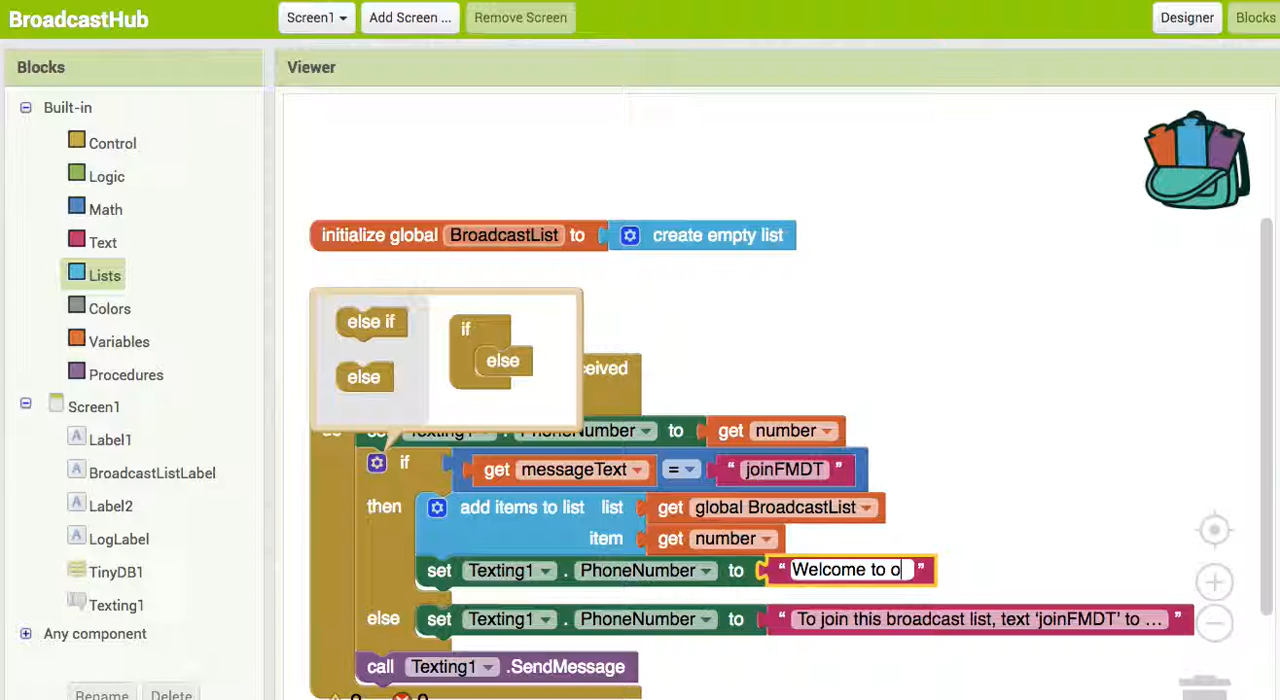 BroadcastHub
Screen1 Add Screen ... Remove Screen
Designer Blocks
Blocks
Viewer
Built-in
Control
Logic
Math
Text
Lists
Colors
Variables
Procedures
Screen1
Label1
BroadcastListLabel
Label2
LogLabel
TinyDB1
Texting1
Any component
Rename Delete
initialize global BroadcastList to create empty list
else if
else
if
else
get number
PhoneNumber to
if get messageText = “ joinFMDT ”
then add items to list list get global BroadcastList
item get number
set Texting1 . PhoneNumber to “ Welcome to o ”
else set Texting1 . PhoneNumber to “ To join this broadcast list, text ‘joinFMDT’ to ... ”
call Texting1 .SendMessage